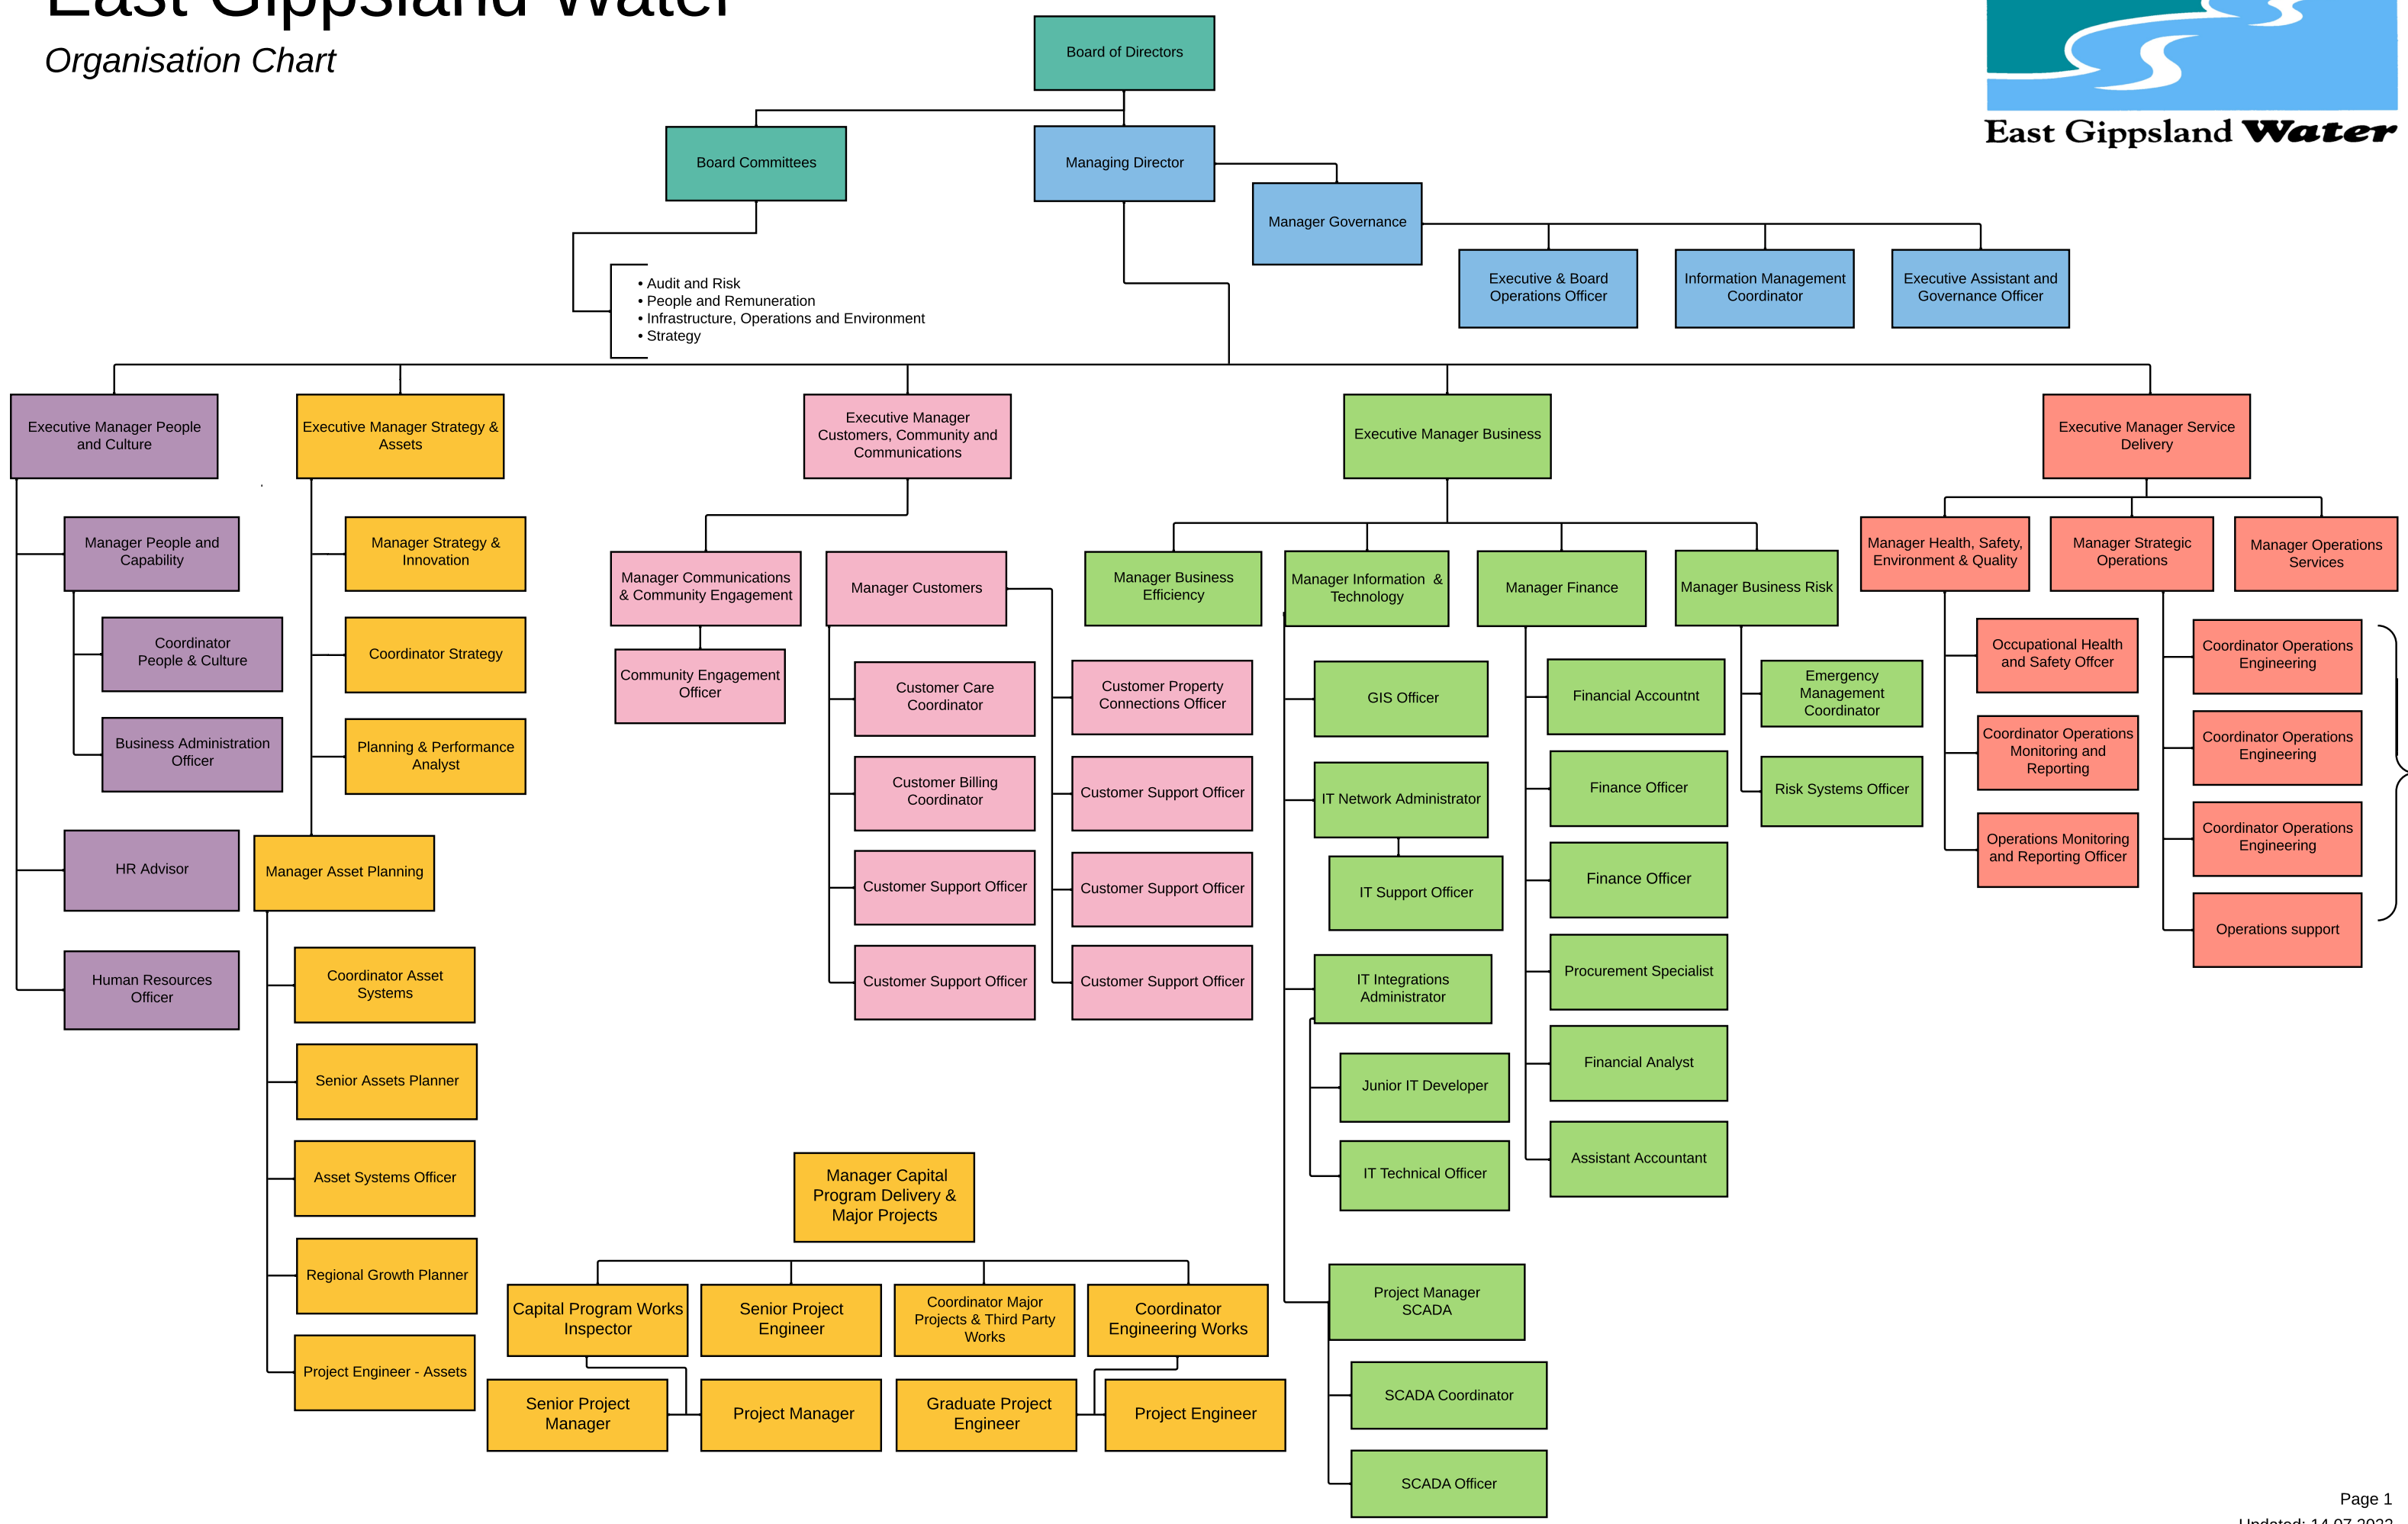 East Gippsland Water
Organisation Chart
Board of Directors
East Gippsland Water
Board Committees
Managing Director
Manager Governance
Executive & Board
Operations Officer
Information Management
Coordinator
Executive Assistant and
Governance Officer
• Audit and Risk
• People and Remuneration
• Infrastructure, Operations and Environment
• Strategy
Executive Manager People
and Culture
Executive Manager Strategy &
Assets
Executive Manager
Customers, Community and
Communications
Executive Manager Business
Executive Manager Service
Delivery
Manager People and
Capability
Coordinator
People & Culture
Business Administration
Officer
HR Advisor
Human Resources
Officer
Manager Strategy &
Innovation
Coordinator Strategy
Planning & Performance
Analyst
Manager Asset Planning
Coordinator Asset
Systems
Senior Assets Planner
Asset Systems Officer
Regional Growth Planner
Project Engineer - Assets
Manager Communications
& Community Engagement
Community Engagement
Officer
Manager Customers
Customer Care
Coordinator
Customer Billing
Coordinator
Customer Support Officer
Customer Support Officer
Customer Property
Connections Officer
Customer Support Officer
Customer Support Officer
Customer Support Officer
Manager Capital
Program Delivery &
Major Projects
Capital Program Works
Inspector
Senior Project
Engineer
Coordinator Major
Projects & Third Party
Works
Coordinator
Engineering Works
Senior Project
Manager
Project Manager
Graduate Project
Engineer
Project Engineer
Manager Business
Efficiency
Manager Information &
Technology
GIS Officer
IT Network Administrator
IT Support Officer
IT Integrations
Administrator
Junior IT Developer
IT Technical Officer
Project Manager
SCADA
SCADA Coordinator
SCADA Officer
Manager Finance
Financial Accountnt
Finance Officer
Finance Officer
Procurement Specialist
Financial Analyst
Assistant Accountant
Manager Business Risk
Emergency
Management
Coordinator
Risk Systems Officer
Manager Health, Safety,
Environment & Quality
Occupational Health
and Safety Offcer
Coordinator Operations
Monitoring and
Reporting
Operations Monitoring
and Reporting Officer
Manager Strategic
Operations
Coordinator Operations
Engineering
Coordinator Operations
Engineering
Coordinator Operations
Engineering
Operations support
Manager Operations
Services
Page 1
Updated: 14.07.2022